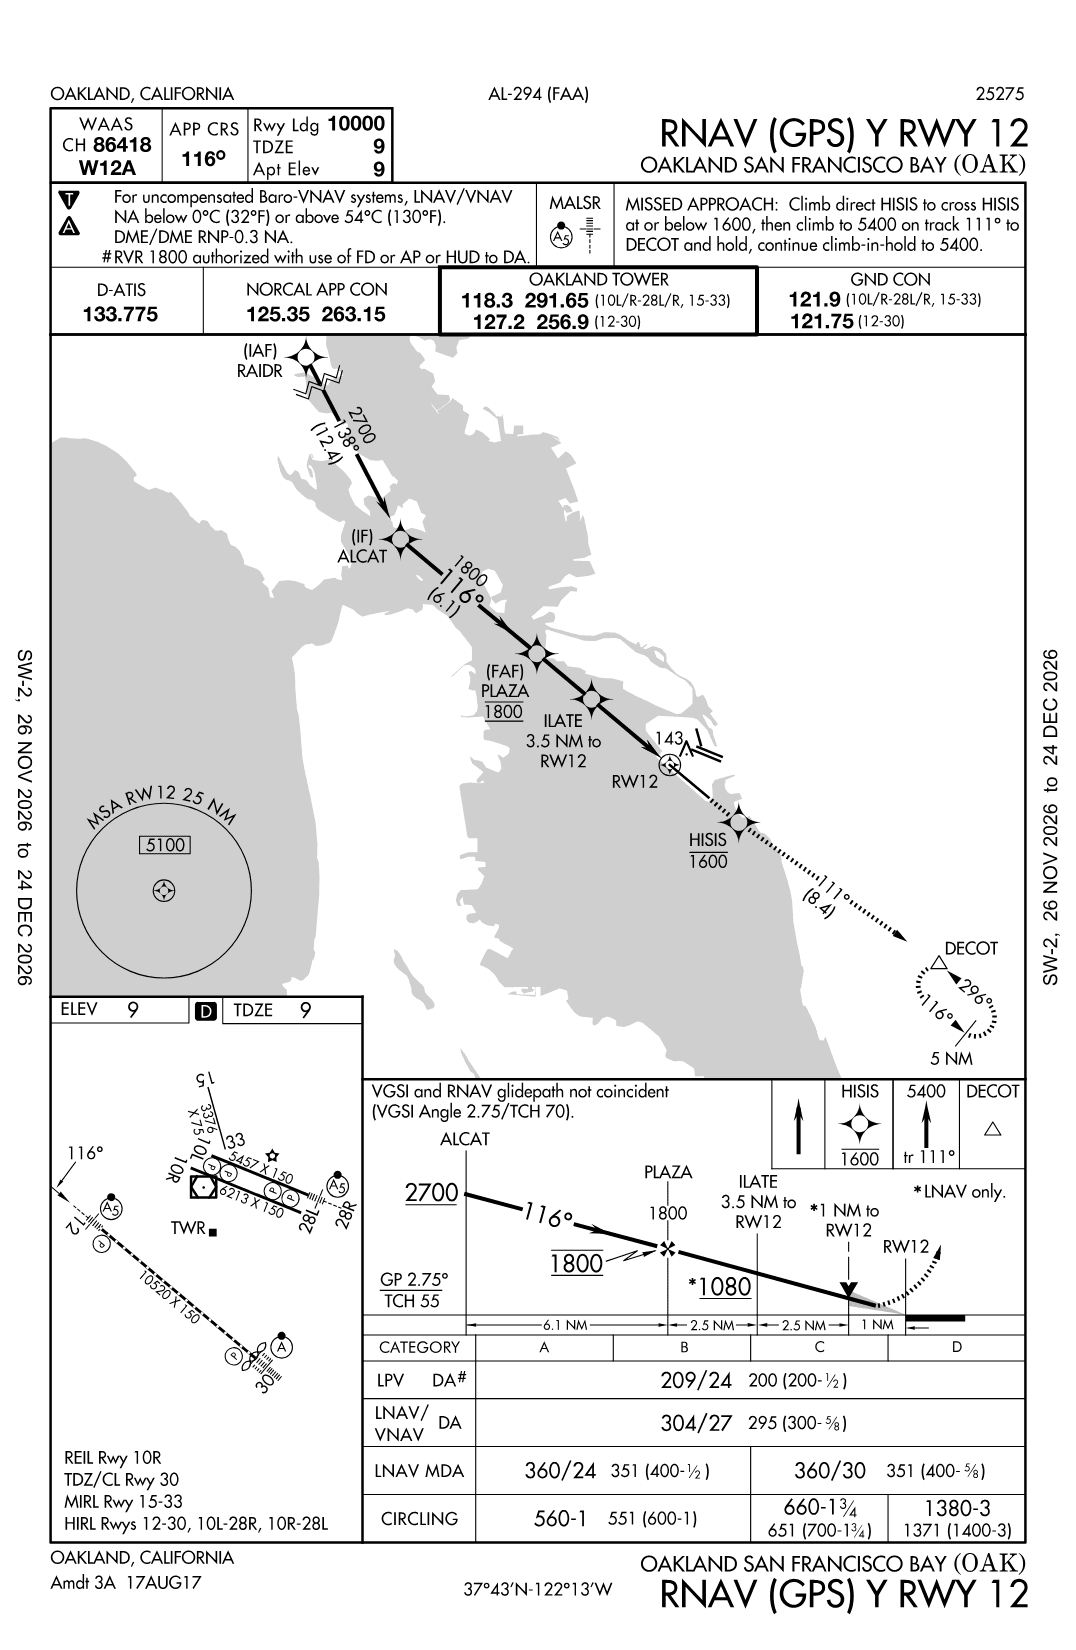 OAKLAND, CALIFORNIA
AL-294 (FAA)
25275
WAAS
CH 86418
W12A
APP CRS
116°
Rwy Ldg 10000
TDZE 9
Apt Elev 9
RNAV (GPS) Y RWY 12
OAKLAND SAN FRANCISCO BAY (OAK)
T
A
For uncompensated Baro-VNAV systems, LNAV/VNAV
NA below 0°C (32°F) or above 54°C (130°F).
DME/DME RNP-0.3 NA.
#RVR 1800 authorized with use of FD or AP or HUD to DA.
MALSR
A5
MISSED APPROACH: Climb direct HISIS to cross HISIS
at or below 1600, then climb to 5400 on track 111° to
DECOT and hold, continue climb-in-hold to 5400.
D-ATIS
133.775
NORCAL APP CON
125.35 263.15
OAKLAND TOWER
118.3 291.65 (10L/R-28L/R, 15-33)
127.2 256.9 (12-30)
GND CON
121.9 (10L/R-28L/R, 15-33)
121.75 (12-30)
(IAF)
RAIDR
2700
138°
(12.4)
(IF)
ALCAT
1800
116°
(6.1)
(FAF)
PLAZA
1800
ILATE
3.5 NM to
RW12
143
RW12
HISIS
1600
111°
(8.4)
DECOT
296°
116°
5 NM
MSA RW12 25 NM
5100
SW-2, 26 NOV 2026 to 24 DEC 2026
SW-2, 26 NOV 2026 to 24 DEC 2026
ELEV 9
D
TDZE 9
15
3376
X 75
33
10L
10R
5457 X 150
6213 X 150
28L
28R
A5
P
P
P
P
TWR
116°
A5
12
P
10520 X 150
P
A
30
REIL Rwy 10R
TDZ/CL Rwy 30
MIRL Rwy 15-33
HIRL Rwys 12-30, 10L-28R, 10R-28L
VGSI and RNAV glidepath not coincident
(VGSI Angle 2.75/TCH 70).
HISIS
1600
5400
tr 111°
DECOT
ALCAT
2700
116°
PLAZA
1800
1800
ILATE
3.5 NM to
RW12
*1080
*LNAV only.
*1 NM to
RW12
RW12
GP 2.75°
TCH 55
6.1 NM
2.5 NM
2.5 NM
1 NM
CATEGORY A B C D
LPV DA# 209/24 200 (200-½)
LNAV/
VNAV DA 304/27 295 (300-⅝)
LNAV MDA 360/24 351 (400-½) 360/30 351 (400-⅝)
CIRCLING 560-1 551 (600-1)
660-1¾
651 (700-1¾)
1380-3
1371 (1400-3)
OAKLAND, CALIFORNIA
Amdt 3A 17AUG17
37°43'N-122°13'W
OAKLAND SAN FRANCISCO BAY (OAK)
RNAV (GPS) Y RWY 12